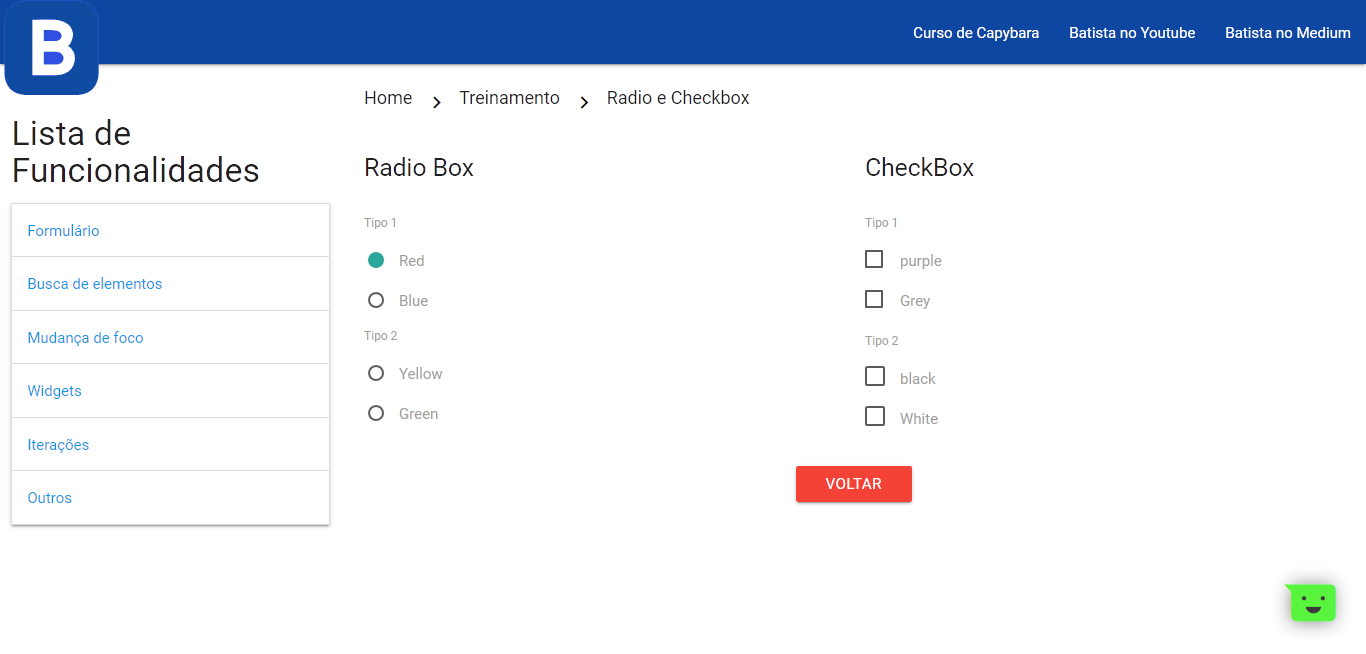 B
Curso de Capybara
Batista no Youtube
Batista no Medium
Home
Treinamento
Radio e Checkbox
Lista de
Funcionalidades
Formulário
Busca de elementos
Mudança de foco
Widgets
Iterações
Outros
Radio Box
Tipo 1
Red
Blue
Tipo 2
Yellow
Green
CheckBox
Tipo 1
purple
Grey
Tipo 2
black
White
VOLTAR